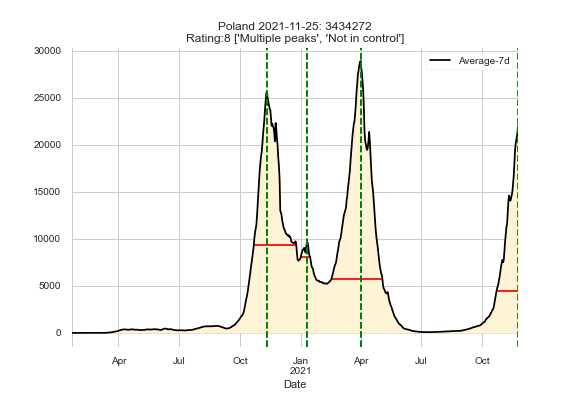 Poland 2021-11-25: 3434272
Rating:8 ['Multiple peaks', 'Not in control']
Average-7d
30000
25000
20000
15000
10000
5000
0
Apr Jul Oct Jan Apr Jul Oct
2021
Date